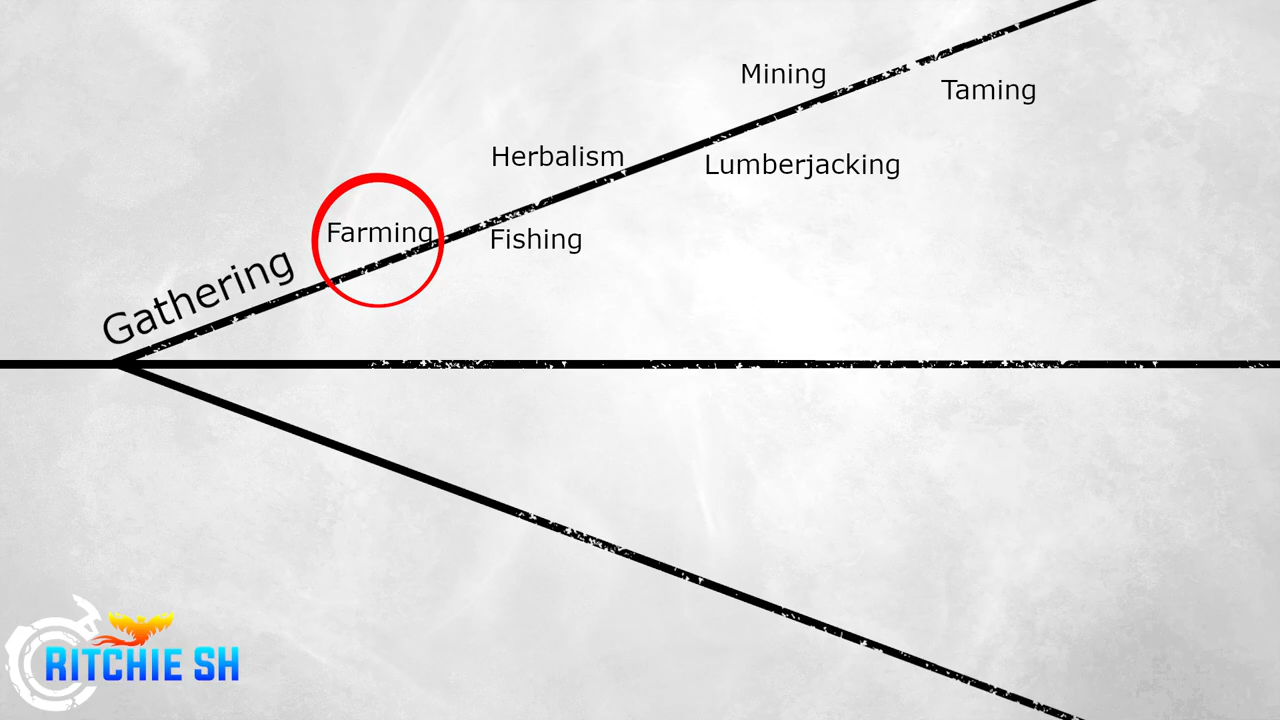 Mining
Taming
Herbalism
Lumberjacking
Farming
Fishing
Gathering
RITCHIE SH